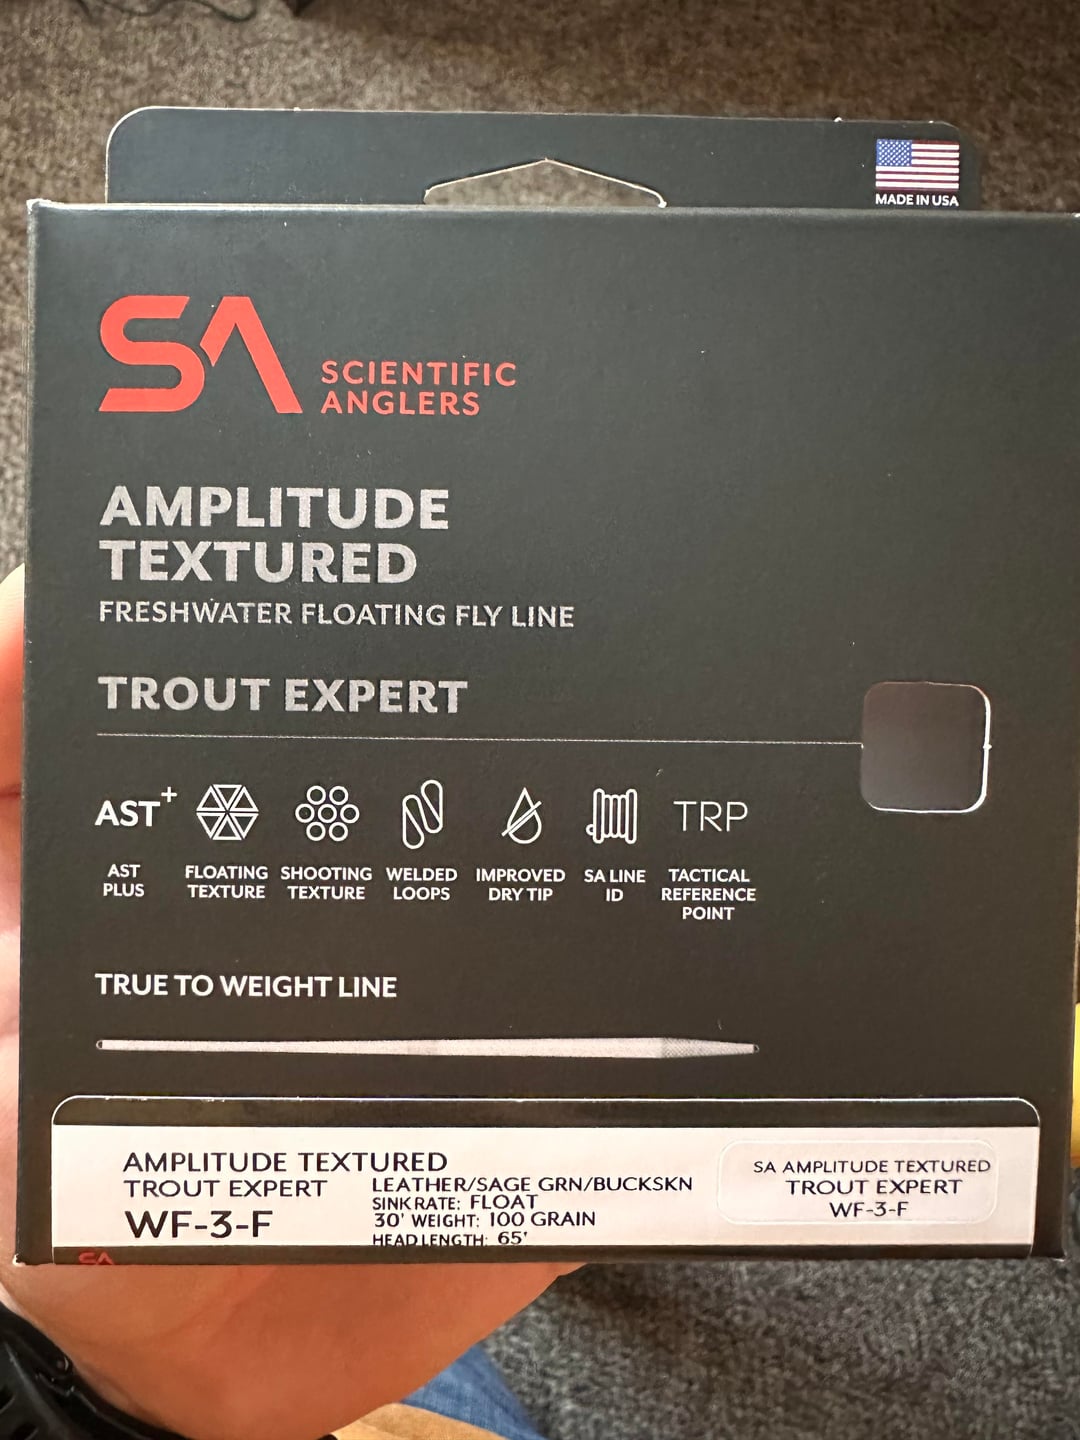 MADE IN USA
SA SCIENTIFIC
ANGLERS
AMPLITUDE
TEXTURED
FRESHWATER FLOATING FLY LINE
TROUT EXPERT
AST+
TRP
AST
PLUS
FLOATING
TEXTURE
SHOOTING
TEXTURE
WELDED
LOOPS
IMPROVED
DRY TIP
SA LINE
ID
TACTICAL
REFERENCE
POINT
TRUE TO WEIGHT LINE
AMPLITUDE TEXTURED
TROUT EXPERT
WF-3-F
LEATHER/SAGE GRN/BUCKSKN
SINK RATE: FLOAT
30' WEIGHT: 100 GRAIN
HEAD LENGTH: 65'
SA AMPLITUDE TEXTURED
TROUT EXPERT
WF-3-F
SA